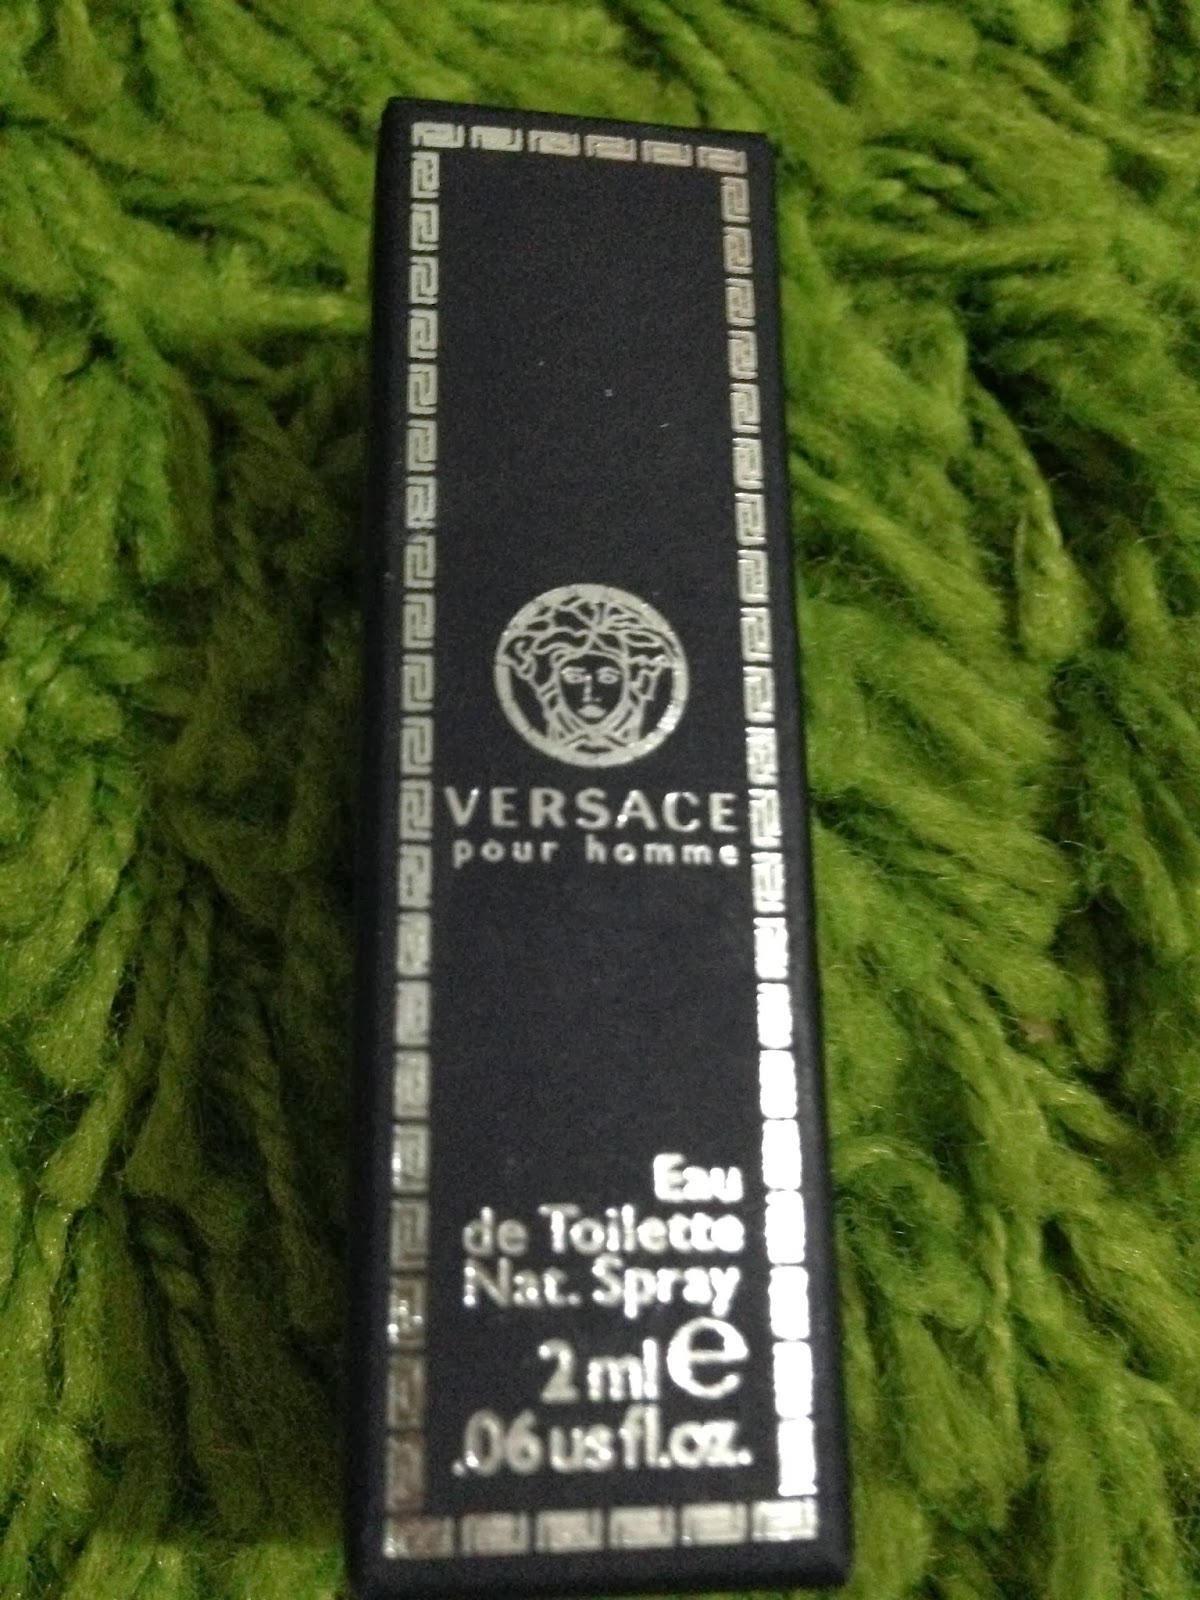 VERSACE
pour homme
Eau
de Toilette
Nat. Spray
2 ml e
.06 us fl.oz.